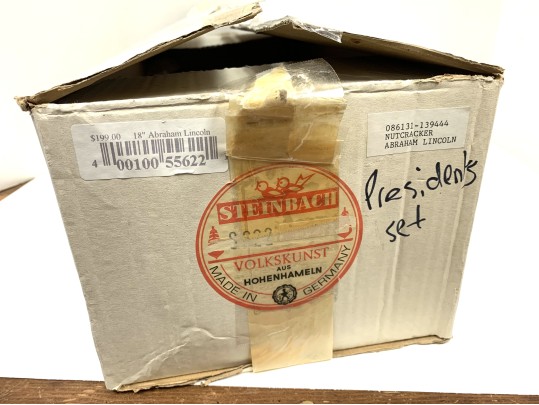 $199.00 18" Abraham Lincoln
4 00100 55622
086131-139444
NUTCRACKER
ABRAHAM LINCOLN
Presidents
set
STEINBACH
VOLKSKUNST
AUS
HOHENHAMELN
MADE IN GERMANY